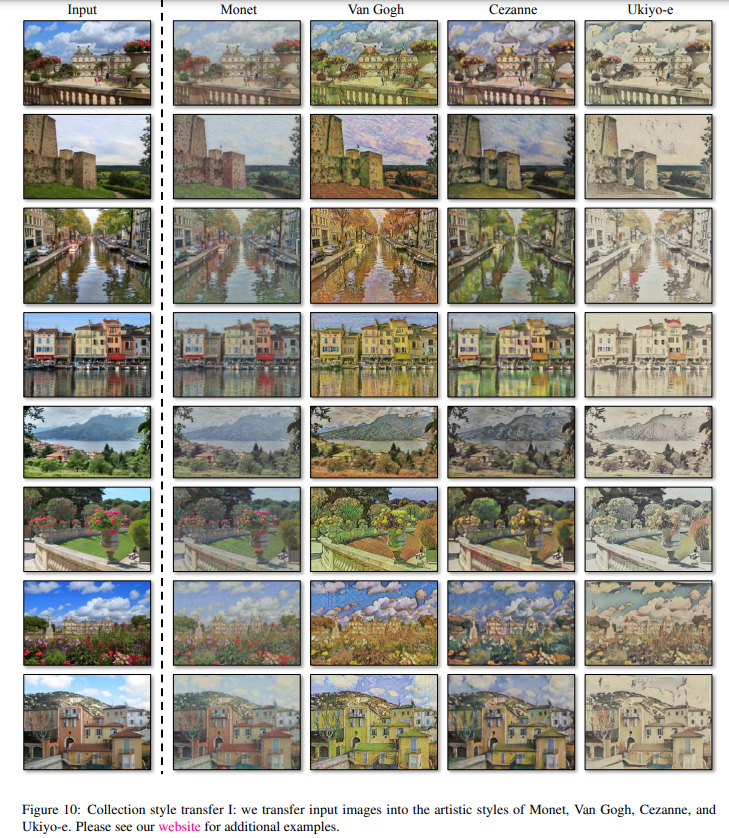 Input Monet Van Gogh Cezanne Ukiyo-e
Figure 10: Collection style transfer I: we transfer input images into the artistic styles of Monet, Van Gogh, Cezanne, and
Ukiyo-e. Please see our website for additional examples.